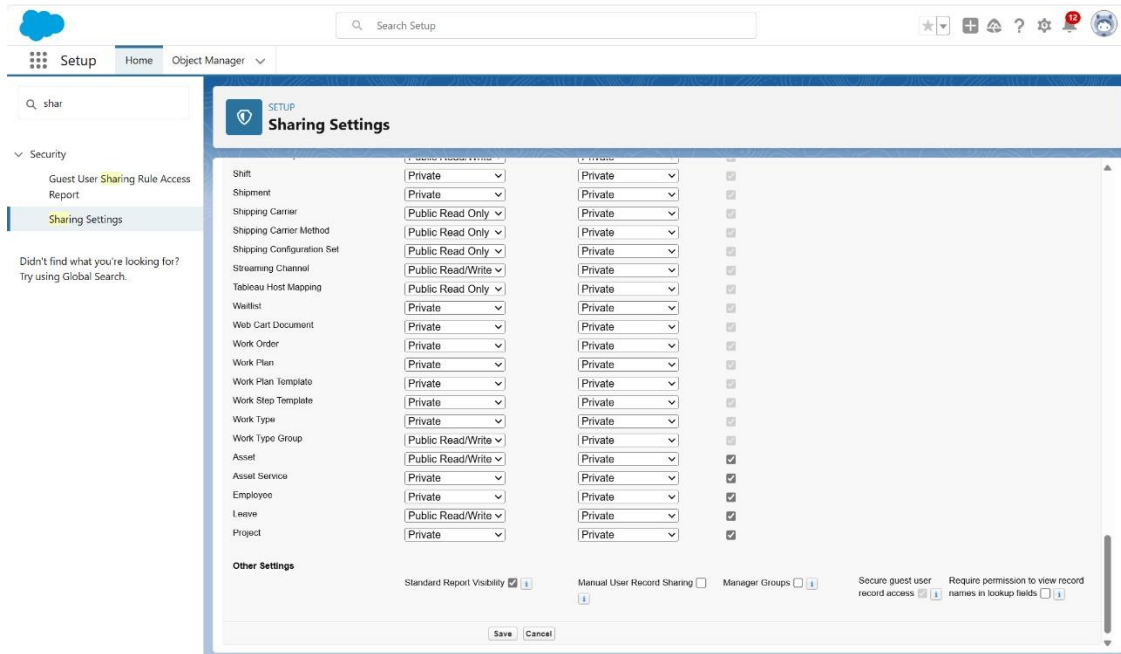 Search Setup
12
Setup
Home
Object Manager
shar
Security
Guest User Sharing Rule Access
Report
Sharing Settings
Didn't find what you're looking for?
Try using Global Search.
SETUP
Sharing Settings
Public Read/Write Private
Shift Private Private
Shipment Private Private
Shipping Carrier Public Read Only Private
Shipping Carrier Method Public Read Only Private
Shipping Configuration Set Public Read Only Private
Streaming Channel Public Read/Write Private
Tableau Host Mapping Public Read Only Private
Waitlist Private Private
Web Cart Document Private Private
Work Order Private Private
Work Plan Private Private
Work Plan Template Private Private
Work Step Template Private Private
Work Type Private Private
Work Type Group Public Read/Write Private
Asset Public Read/Write Private
Asset Service Private Private
Employee Private Private
Leave Public Read/Write Private
Project Private Private
Other Settings
Standard Report Visibility i
Manual User Record Sharing
i
Manager Groups i
Secure guest user
record access i
Require permission to view record
names in lookup fields i
Save Cancel